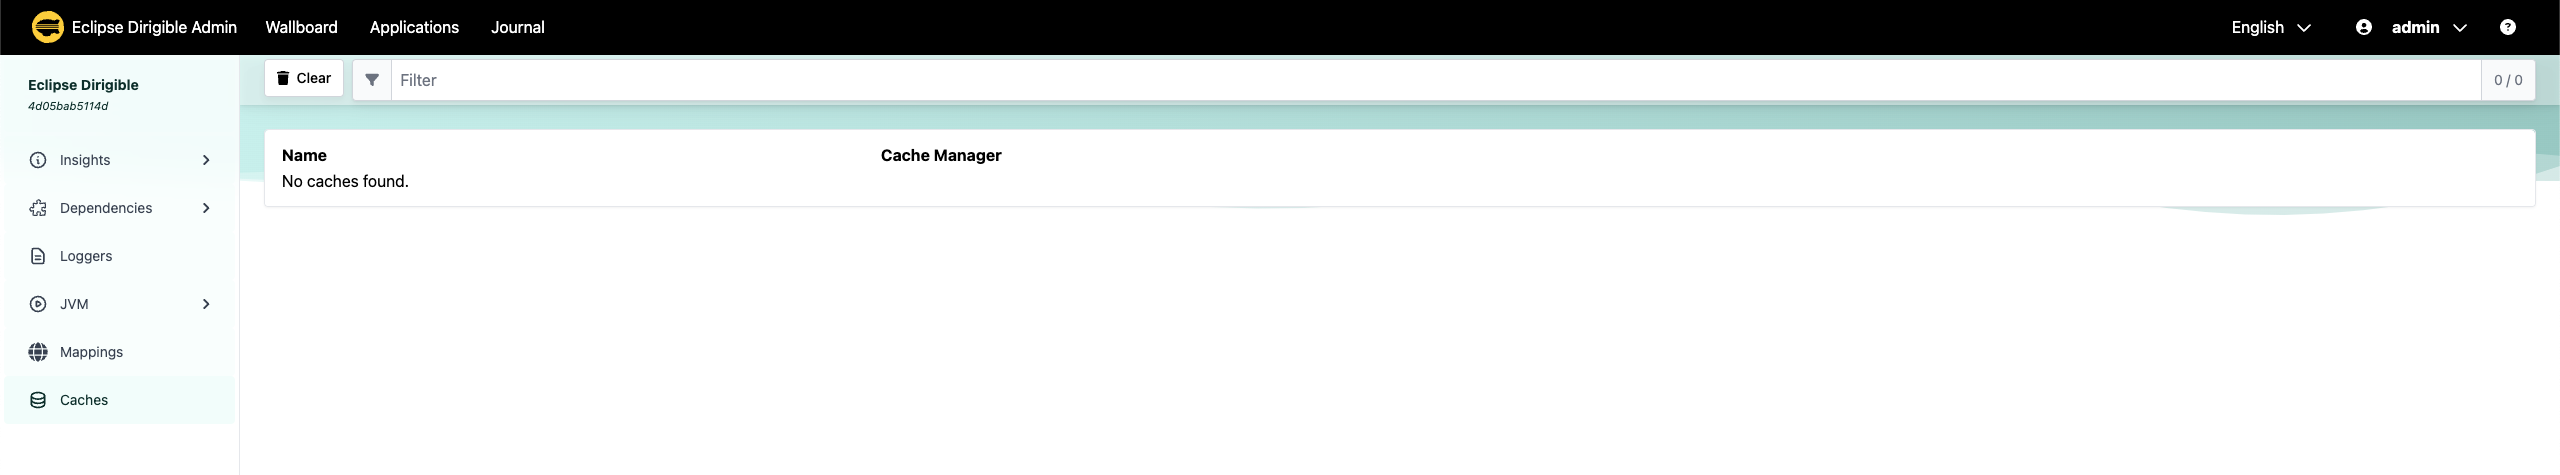 Eclipse Dirigible Admin Wallboard Applications Journal English admin
Eclipse Dirigible
4d05bab5114d
Clear Filter 0 / 0
Name Cache Manager
No caches found.
Insights
Dependencies
Loggers
JVM
Mappings
Caches